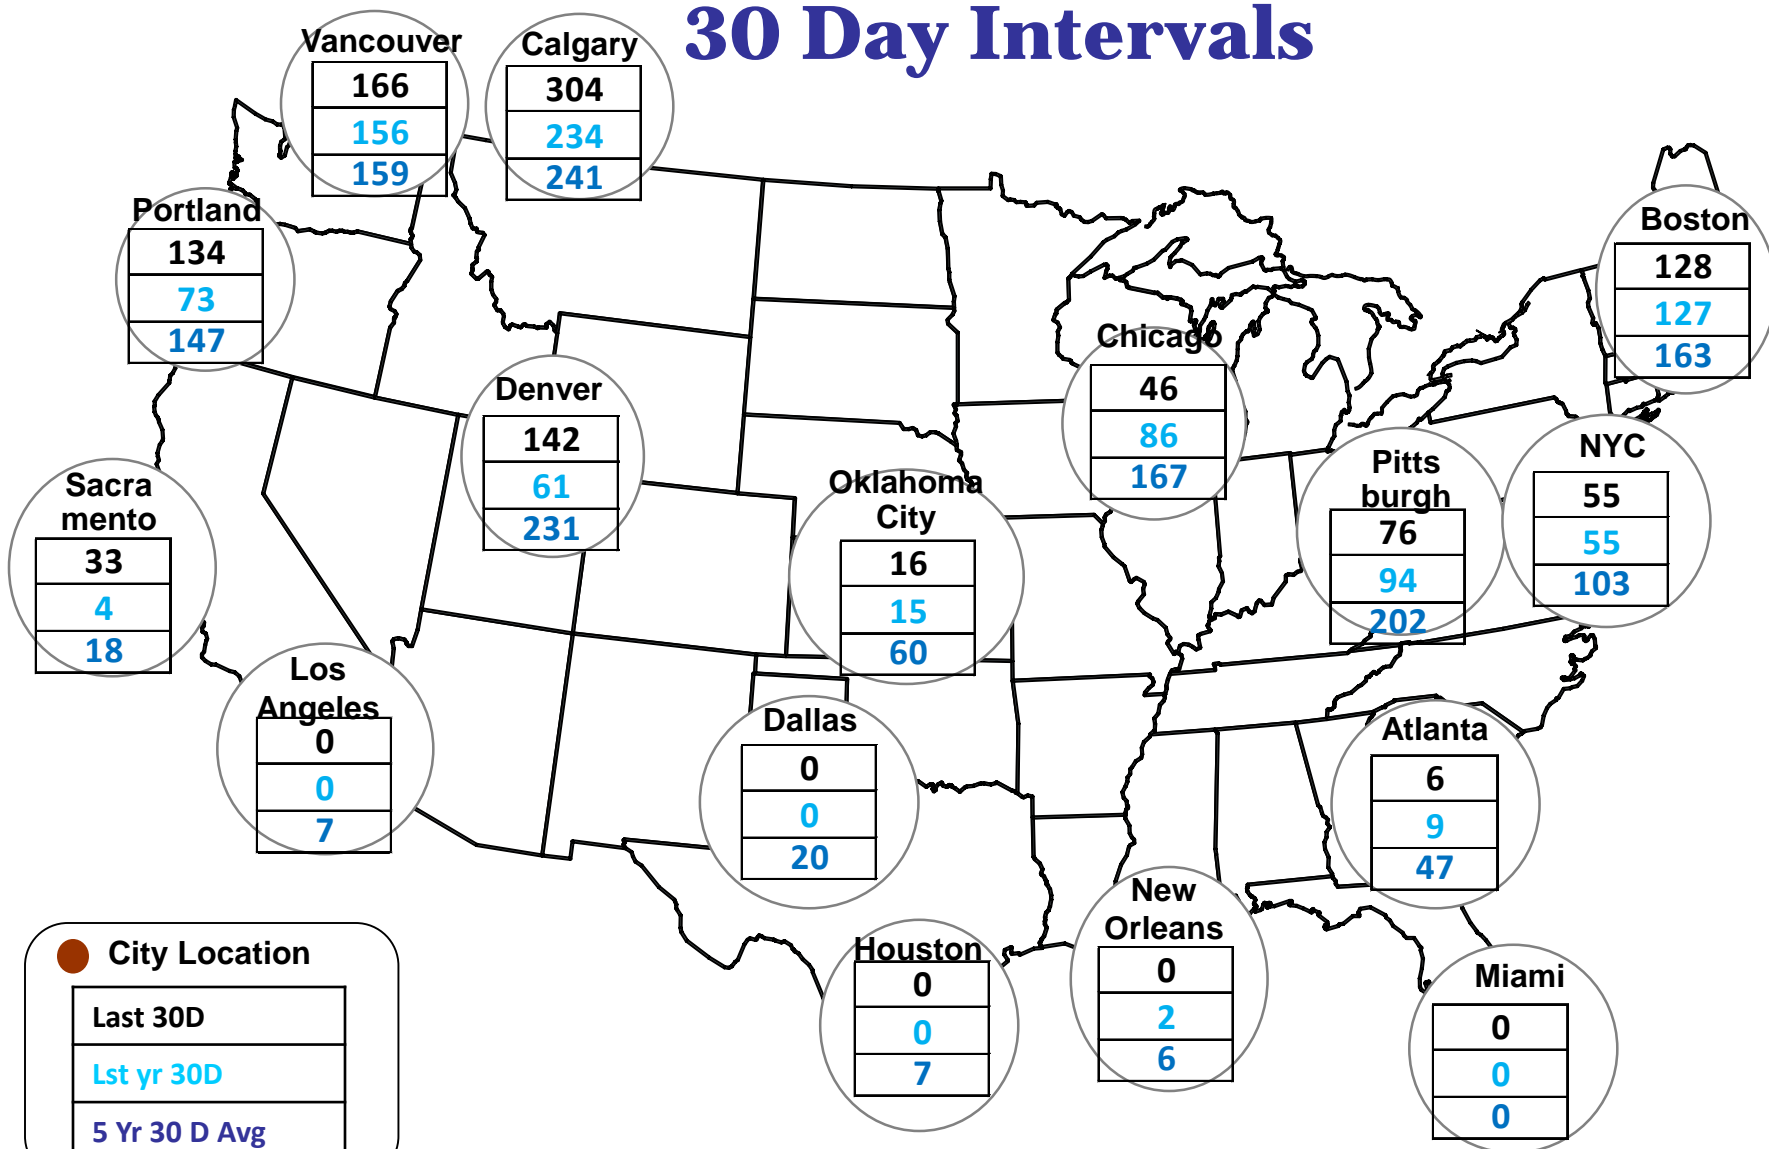 30 Day Intervals
Vancouver
166
156
159
Calgary
304
234
241
Portland
134
73
147
Boston
128
127
163
Chicago
46
86
167
Denver
142
61
231
NYC
55
55
103
Pitts
burgh
76
94
202
Sacra
mento
33
4
18
Oklahoma
City
16
15
60
Los
Angeles
0
0
7
Dallas
0
0
20
Atlanta
6
9
47
New
Orleans
0
2
6
Houston
0
0
7
Miami
0
0
0
City Location
Last 30D
Lst yr 30D
5 Yr 30 D Avg